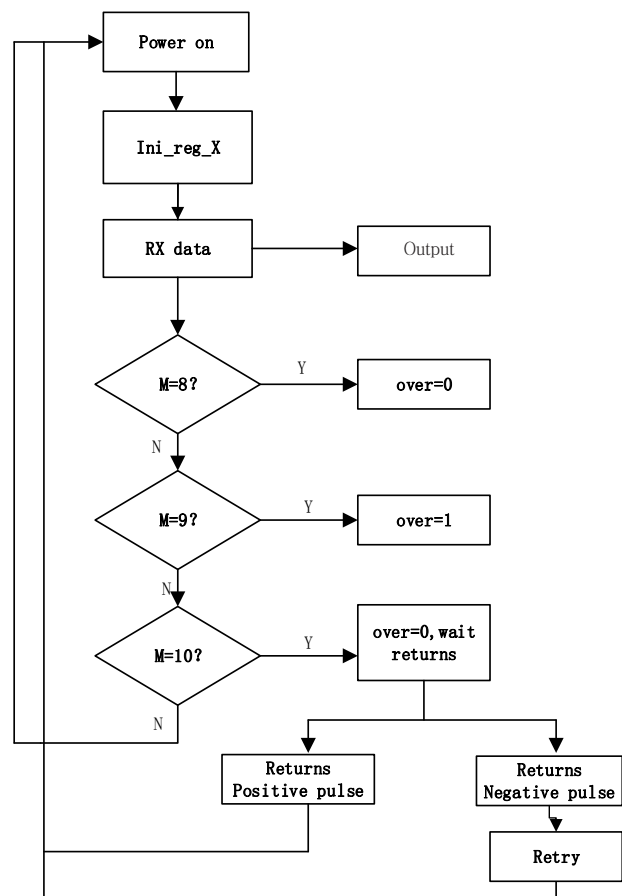 Power on
Ini_reg_X
RX data
Output
M=8?
Y
over=0
N
M=9?
Y
over=1
N
M=10?
Y
over=0,wait
returns
N
Returns
Positive pulse
Returns
Negative pulse
Retry